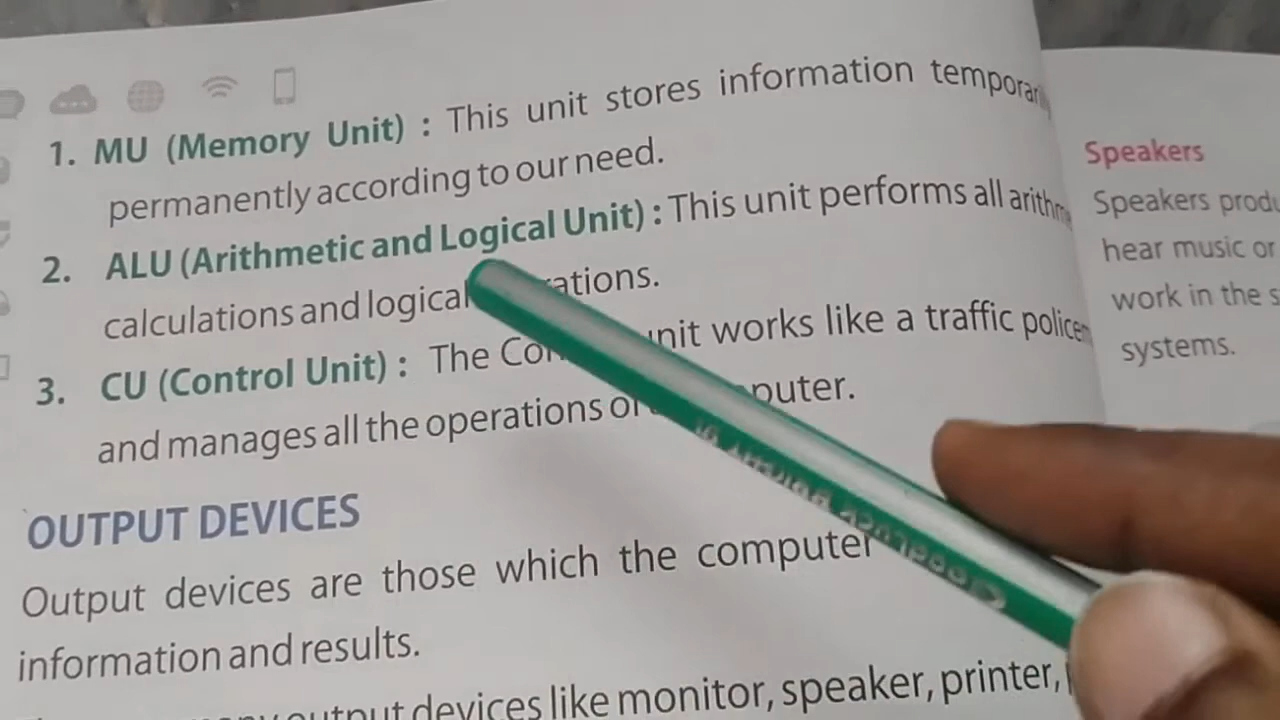 1. MU (Memory Unit) : This unit stores information
permanently according to our need.
2. ALU (Arithmetic and Logical Unit) : This unit performs all
calculations and logical
3. CU (Control Unit) : The works like a traffic
and manages all the operations
OUTPUT DEVICES
Output devices are those which the computer
information and results.
output devices like monitor, speaker, printer,
Speakers
Speakers
hear music or
work in the
systems.